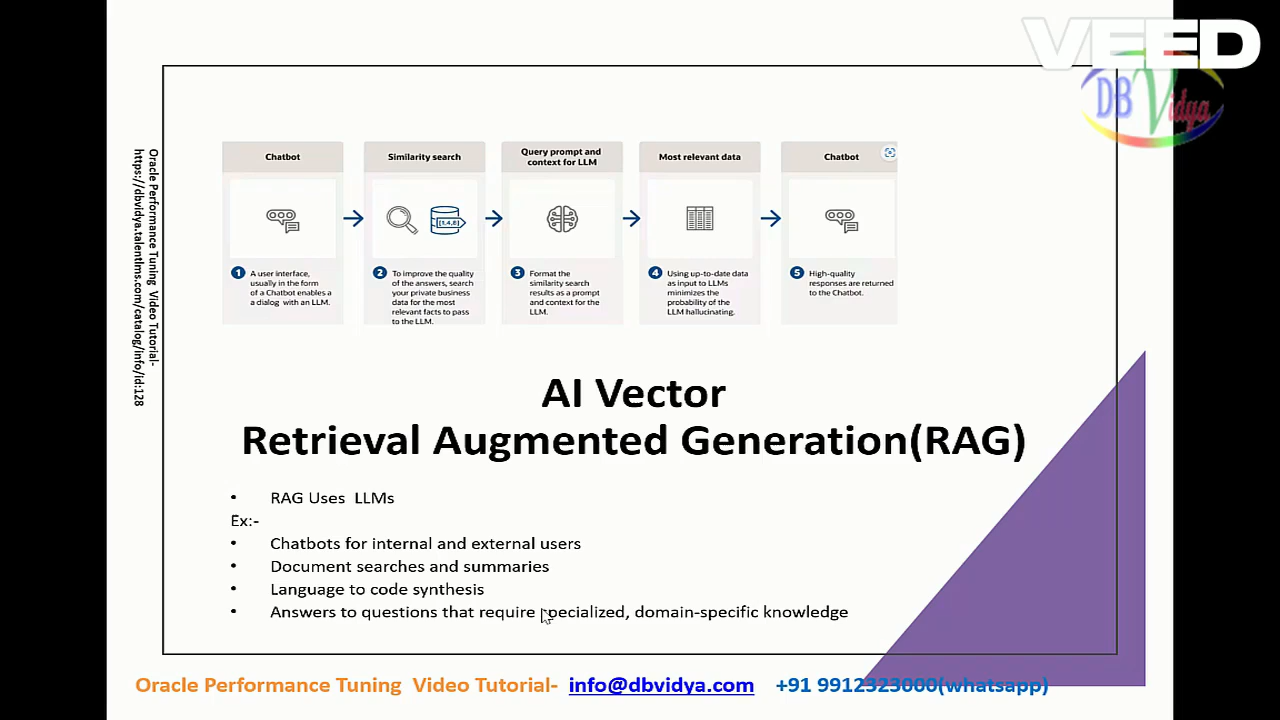 VEED
DB Vidya
Oracle Performance Tuning Video Tutorial-
https://dbvidya.talentlms.com/catalog/info/id:128
Chatbot
1 A user interface,
usually in the form
of a Chatbot enables a
a dialog with an LLM.
Similarity search
[1,4,8]
2 To improve the quality
of the answers, search
your private business
data for the most
relevant facts to pass
to the LLM.
Query prompt and
context for LLM
3 Format the
similarity search
results as a prompt
and context for the
LLM.
Most relevant data
4 Using up-to-date data
as input to LLMs
minimizes the
probability of the
LLM hallucinating.
Chatbot
5 High-quality
responses are returned
to the Chatbot.
AI Vector
Retrieval Augmented Generation(RAG)
• RAG Uses LLMs
Ex:-
• Chatbots for internal and external users
• Document searches and summaries
• Language to code synthesis
• Answers to questions that require specialized, domain-specific knowledge
Oracle Performance Tuning Video Tutorial- info@dbvidya.com +91 9912323000(whatsapp)